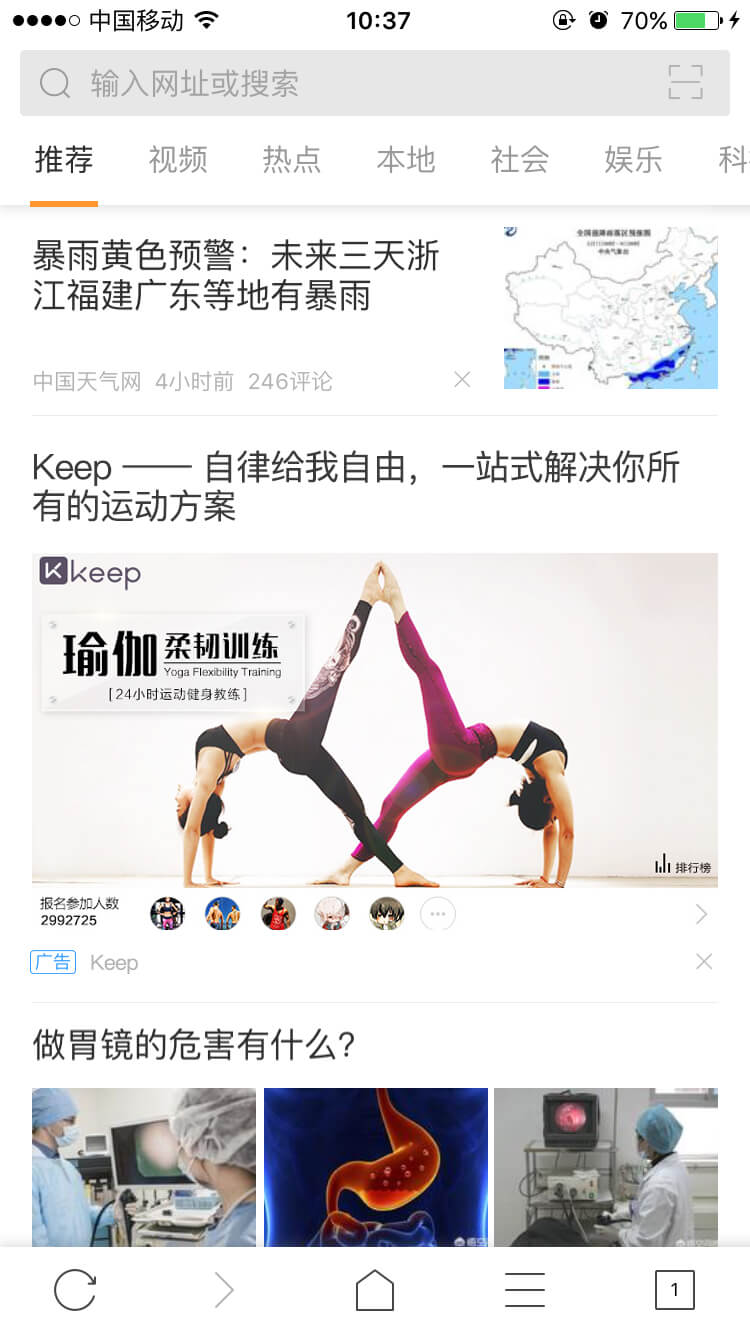 中国移动
10:37
70%
输入网址或搜索
推荐 视频 热点 本地 社会 娱乐 科
暴雨黄色预警：未来三天浙
江福建广东等地有暴雨
全国强降雨落区预报图
中央气象台
中国天气网 4小时前 246评论
Keep —— 自律给我自由，一站式解决你所
有的运动方案
keep
瑜伽 柔韧训练
Yoga Flexibility Training
[24小时运动健身教练]
排行榜
报名参加人数
2992725
广告 Keep
做胃镜的危害有什么?
1